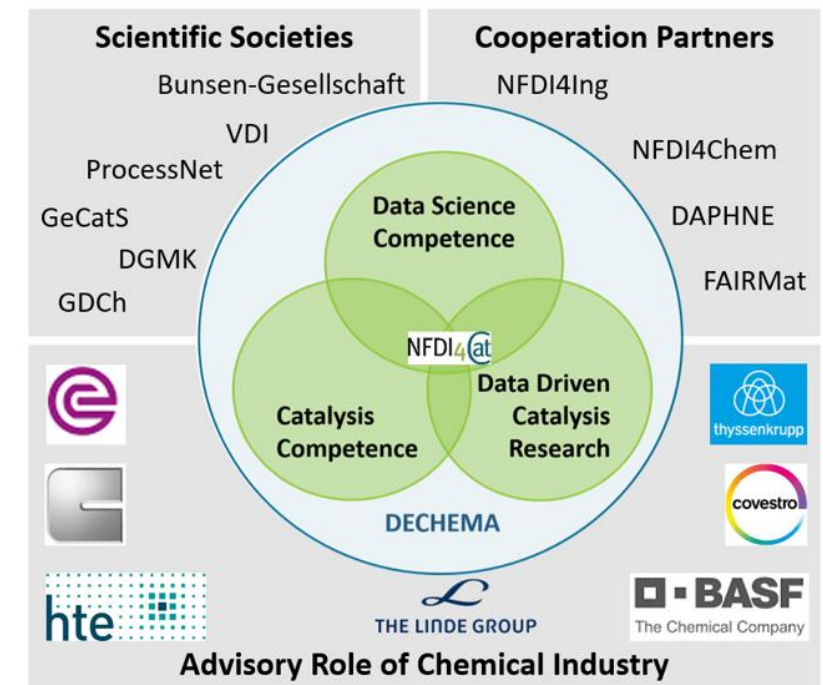 Scientific Societies
Bunsen-Gesellschaft
VDI
ProcessNet
GeCatS
DGMK
GDCh
Cooperation Partners
NFDI4Ing
NFDI4Chem
DAPHNE
FAIRMat
Data Science
Competence
NFDI4Cat
Catalysis
Competence
Data Driven
Catalysis
Research
DECHEMA
thyssenkrupp
covestro
hte
THE LINDE GROUP
BASF
The Chemical Company
Advisory Role of Chemical Industry